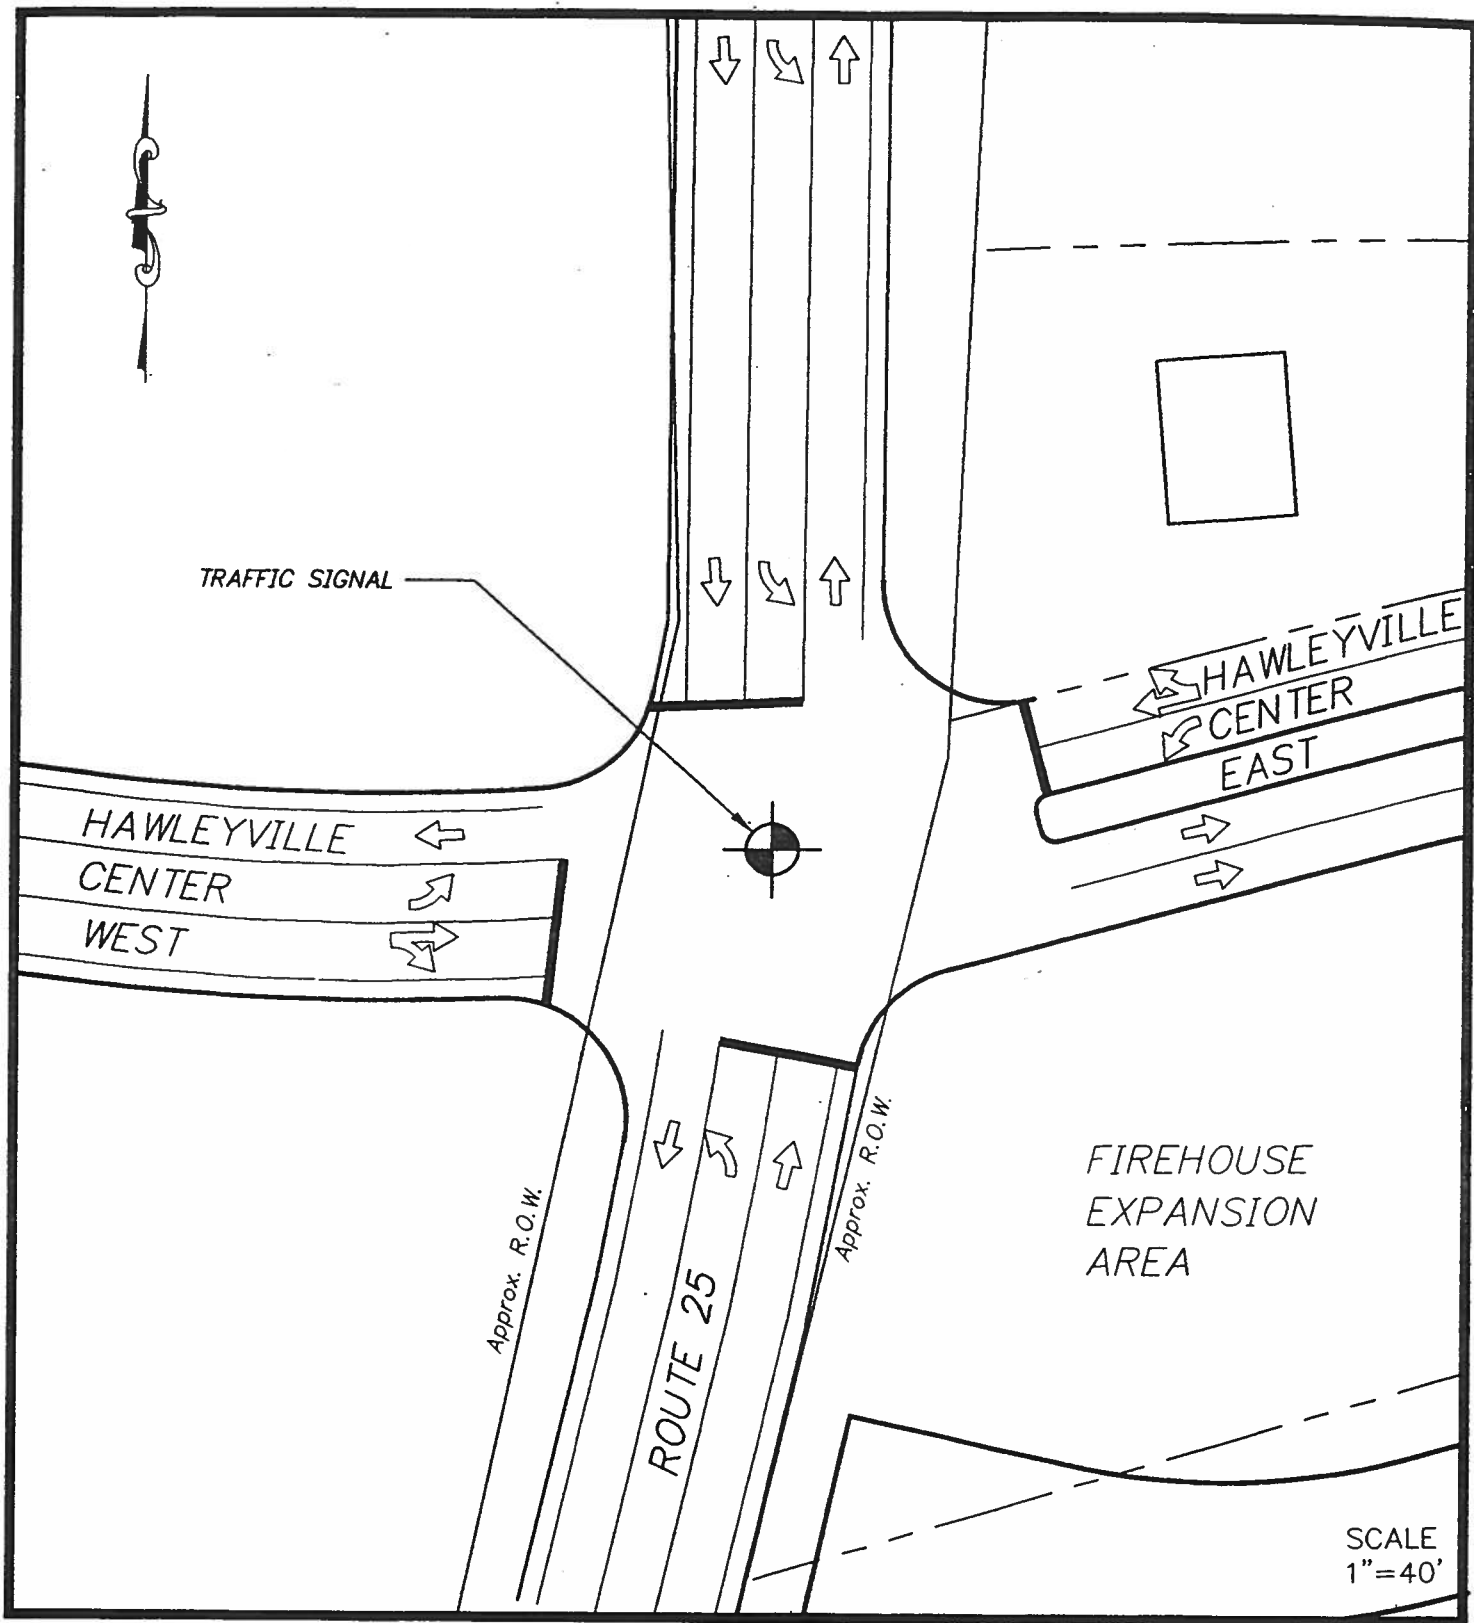 TRAFFIC SIGNAL
HAWLEYVILLE
CENTER
EAST
HAWLEYVILLE
CENTER
WEST
Approx. R.O.W.
Approx. R.O.W.
ROUTE 25
FIREHOUSE
EXPANSION
AREA
SCALE
1"=40'